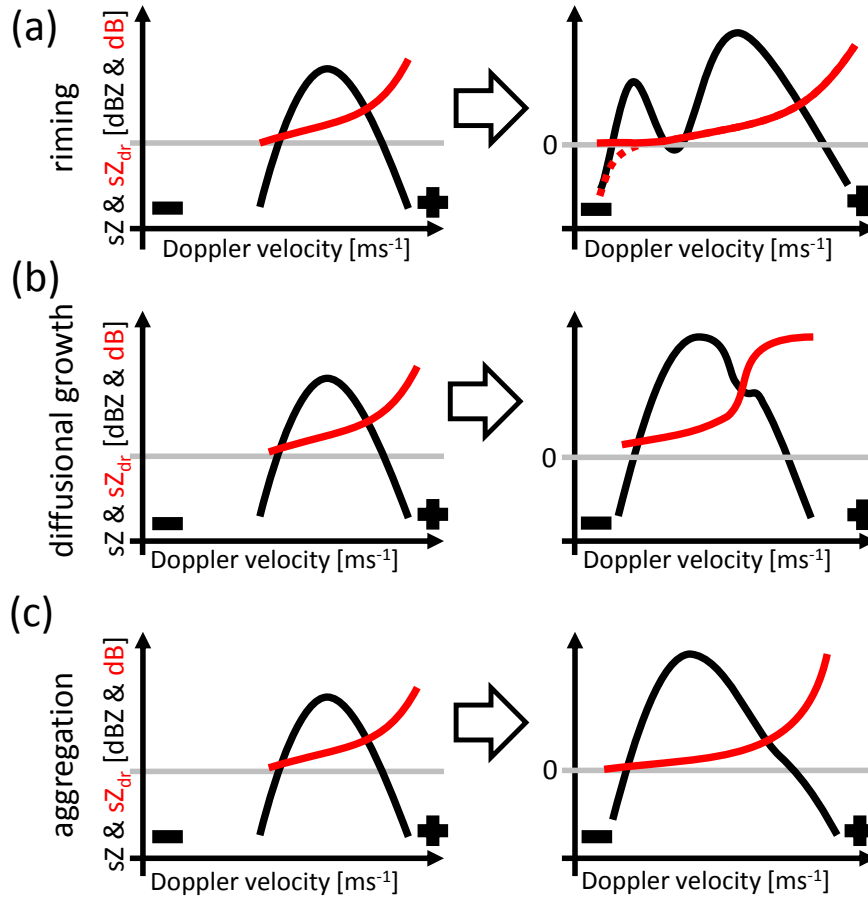 (a)
riming
sZ & sZdr [dBZ & dB]
0
Doppler velocity [ms-1]
Doppler velocity [ms-1]
(b)
diffusional growth
sZ & sZdr [dBZ & dB]
0
Doppler velocity [ms-1]
Doppler velocity [ms-1]
(c)
aggregation
sZ & sZdr [dBZ & dB]
0
Doppler velocity [ms-1]
Doppler velocity [ms-1]